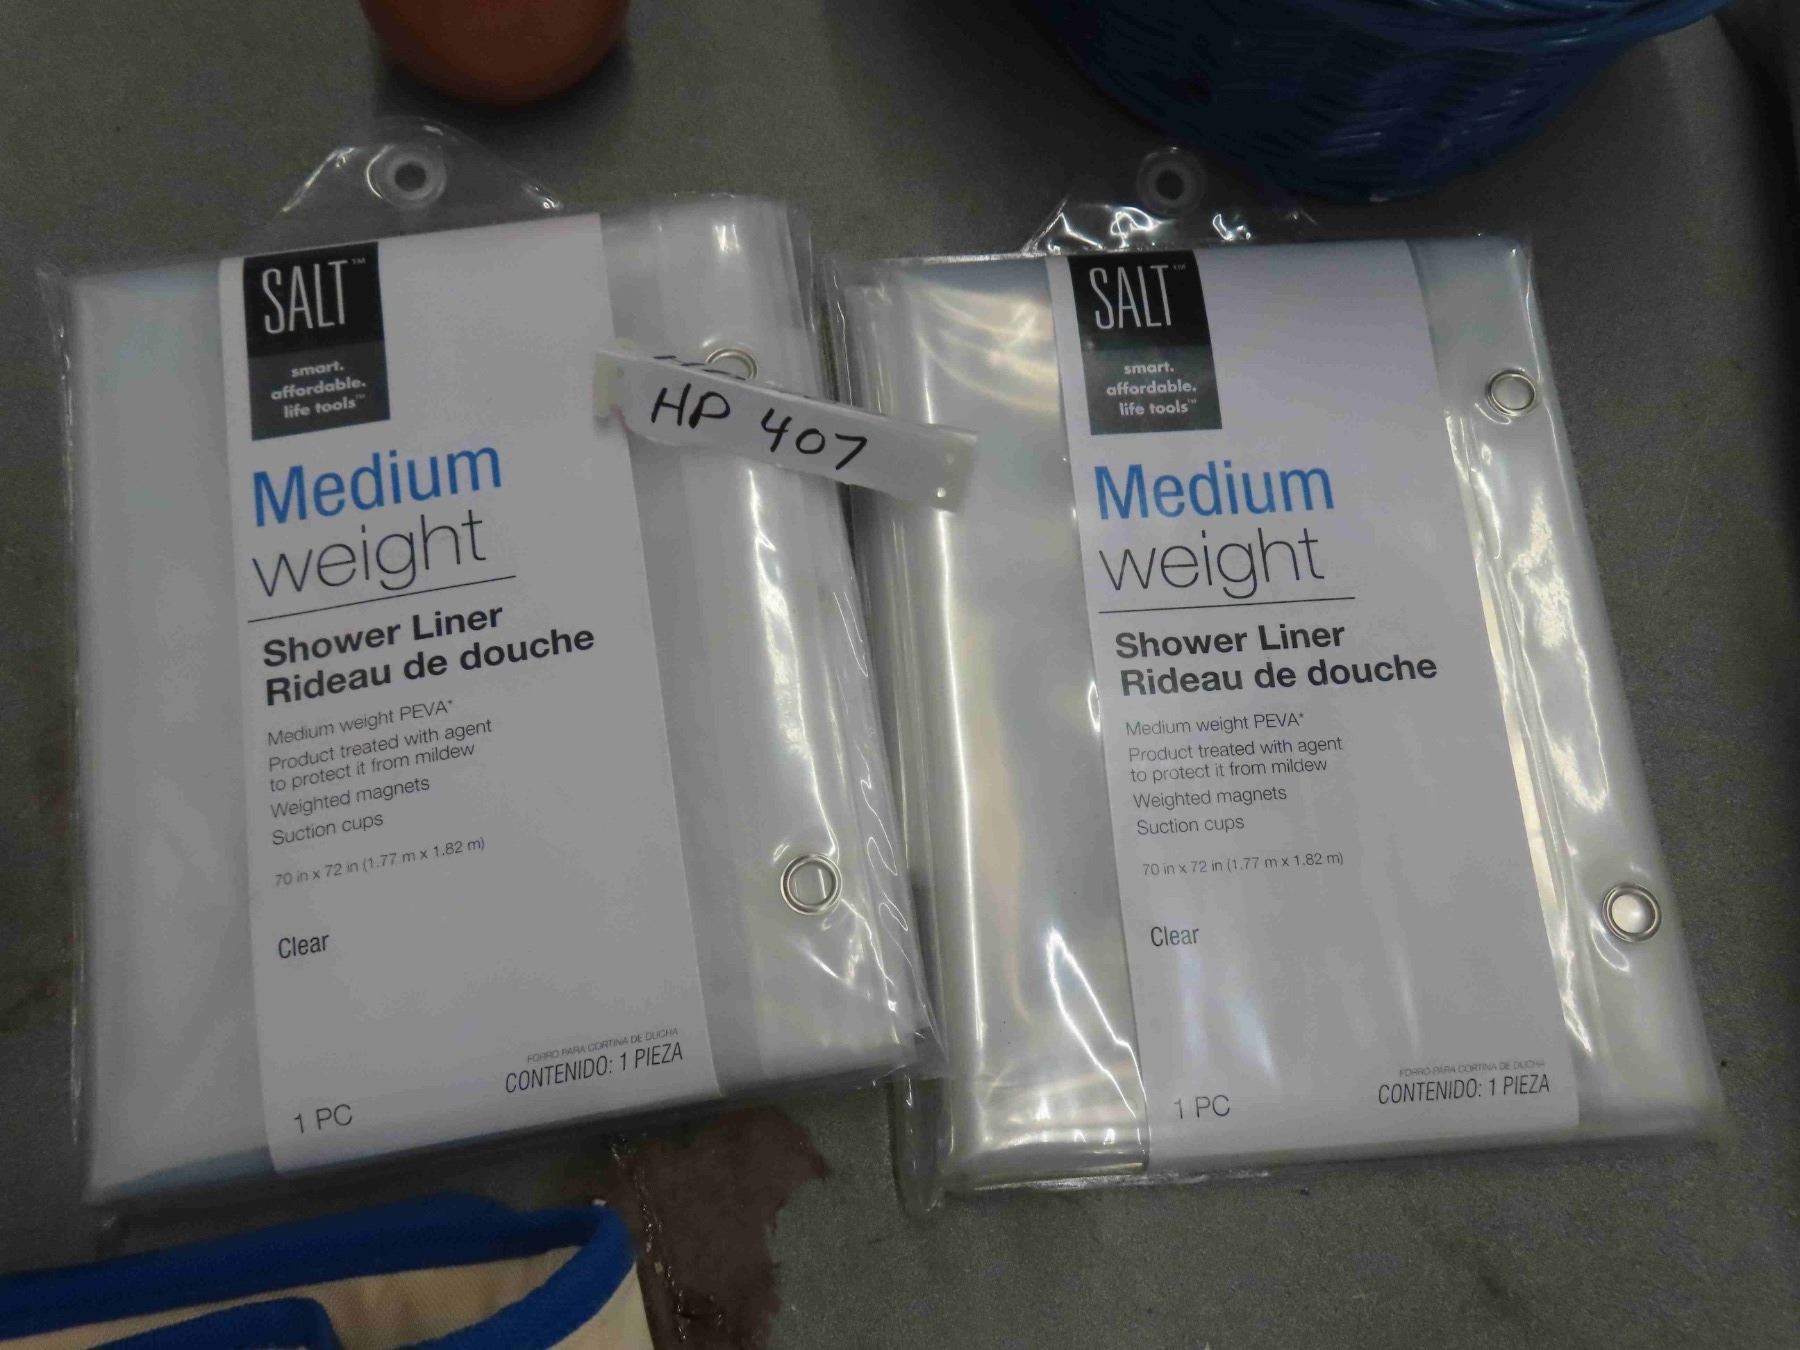 SALT™
smart.
affordable.
life tools™
Medium
weight
Shower Liner
Rideau de douche
Medium weight PEVA*
Product treated with agent
to protect it from mildew
Weighted magnets
Suction cups
70 in x 72 in (1.77 m x 1.82 m)
Clear
FORRO PARA CORTINA DE DUCHA
CONTENIDO: 1 PIEZA
1 PC
HP 407
SALT™
smart.
affordable.
life tools™
Medium
weight
Shower Liner
Rideau de douche
Medium weight PEVA*
Product treated with agent
to protect it from mildew
Weighted magnets
Suction cups
70 in x 72 in (1.77 m x 1.82 m)
Clear
FORRO PARA CORTINA DE DUCHA
CONTENIDO: 1 PIEZA
1 PC